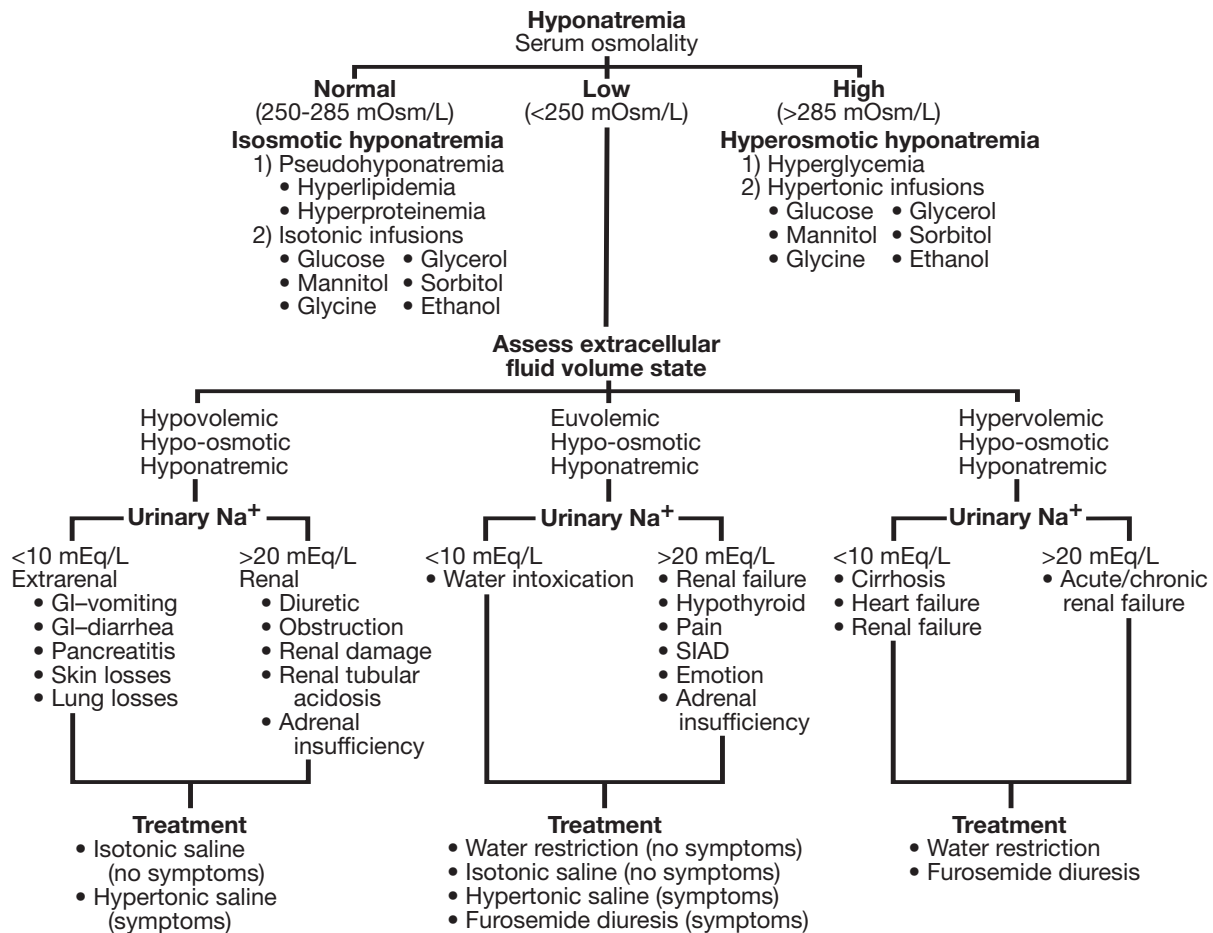 Hyponatremia
Serum osmolality
Normal
(250-285 mOsm/L)
Isosmotic hyponatremia
1) Pseudohyponatremia
• Hyperlipidemia
• Hyperproteinemia
2) Isotonic infusions
• Glucose • Glycerol
• Mannitol • Sorbitol
• Glycine • Ethanol
Low
(<250 mOsm/L)
High
(>285 mOsm/L)
Hyperosmotic hyponatremia
1) Hyperglycemia
2) Hypertonic infusions
• Glucose • Glycerol
• Mannitol • Sorbitol
• Glycine • Ethanol
Assess extracellular
fluid volume state
Hypovolemic
Hypo-osmotic
Hyponatremic
Urinary Na+
<10 mEq/L
Extrarenal
• GI–vomiting
• GI–diarrhea
• Pancreatitis
• Skin losses
• Lung losses
>20 mEq/L
Renal
• Diuretic
• Obstruction
• Renal damage
• Renal tubular
acidosis
• Adrenal
insufficiency
Treatment
• Isotonic saline
(no symptoms)
• Hypertonic saline
(symptoms)
Euvolemic
Hypo-osmotic
Hyponatremic
Urinary Na+
<10 mEq/L
• Water intoxication
>20 mEq/L
• Renal failure
• Hypothyroid
• Pain
• SIAD
• Emotion
• Adrenal
insufficiency
Treatment
• Water restriction (no symptoms)
• Isotonic saline (no symptoms)
• Hypertonic saline (symptoms)
• Furosemide diuresis (symptoms)
Hypervolemic
Hypo-osmotic
Hyponatremic
Urinary Na+
<10 mEq/L
• Cirrhosis
• Heart failure
• Renal failure
>20 mEq/L
• Acute/chronic
renal failure
Treatment
• Water restriction
• Furosemide diuresis